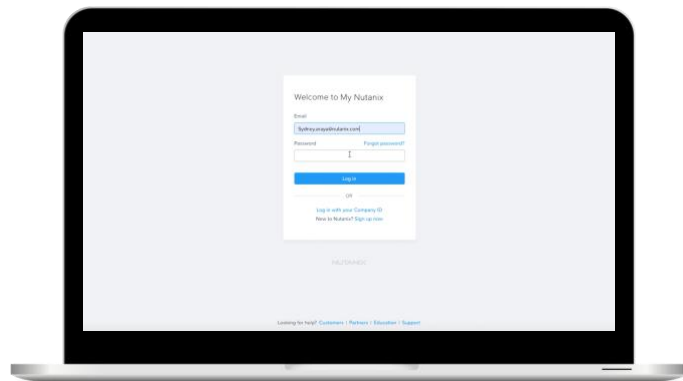 Welcome to My Nutanix
Email
Password Forgot password?
Log in
OR
Log in with your Company ID
New to Nutanix? Sign up now
NUTANIX
Looking for help? Customers | Partners | Education | Support